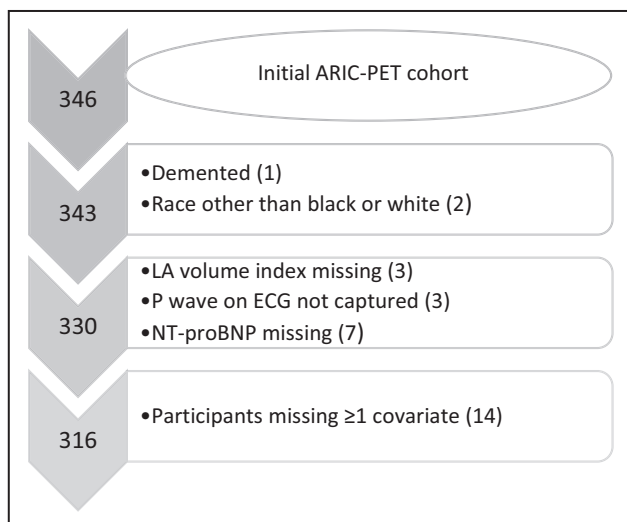 346
Initial ARIC-PET cohort
343
•Demented (1)
•Race other than black or white (2)
330
•LA volume index missing (3)
•P wave on ECG not captured (3)
•NT-proBNP missing (7)
316
•Participants missing ≥1 covariate (14)